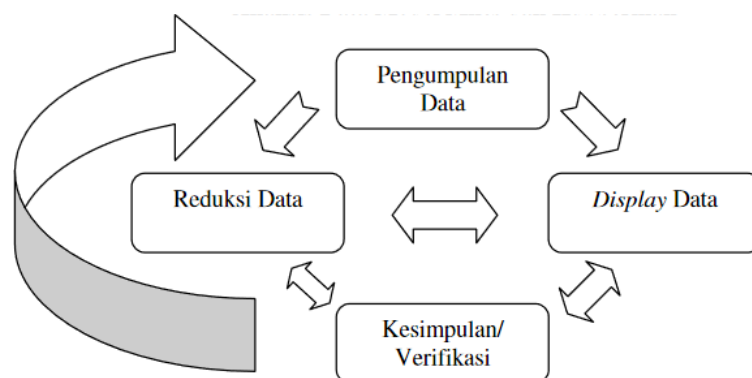 Pengumpulan
Data
Reduksi Data
Display Data
Kesimpulan/
Verifikasi